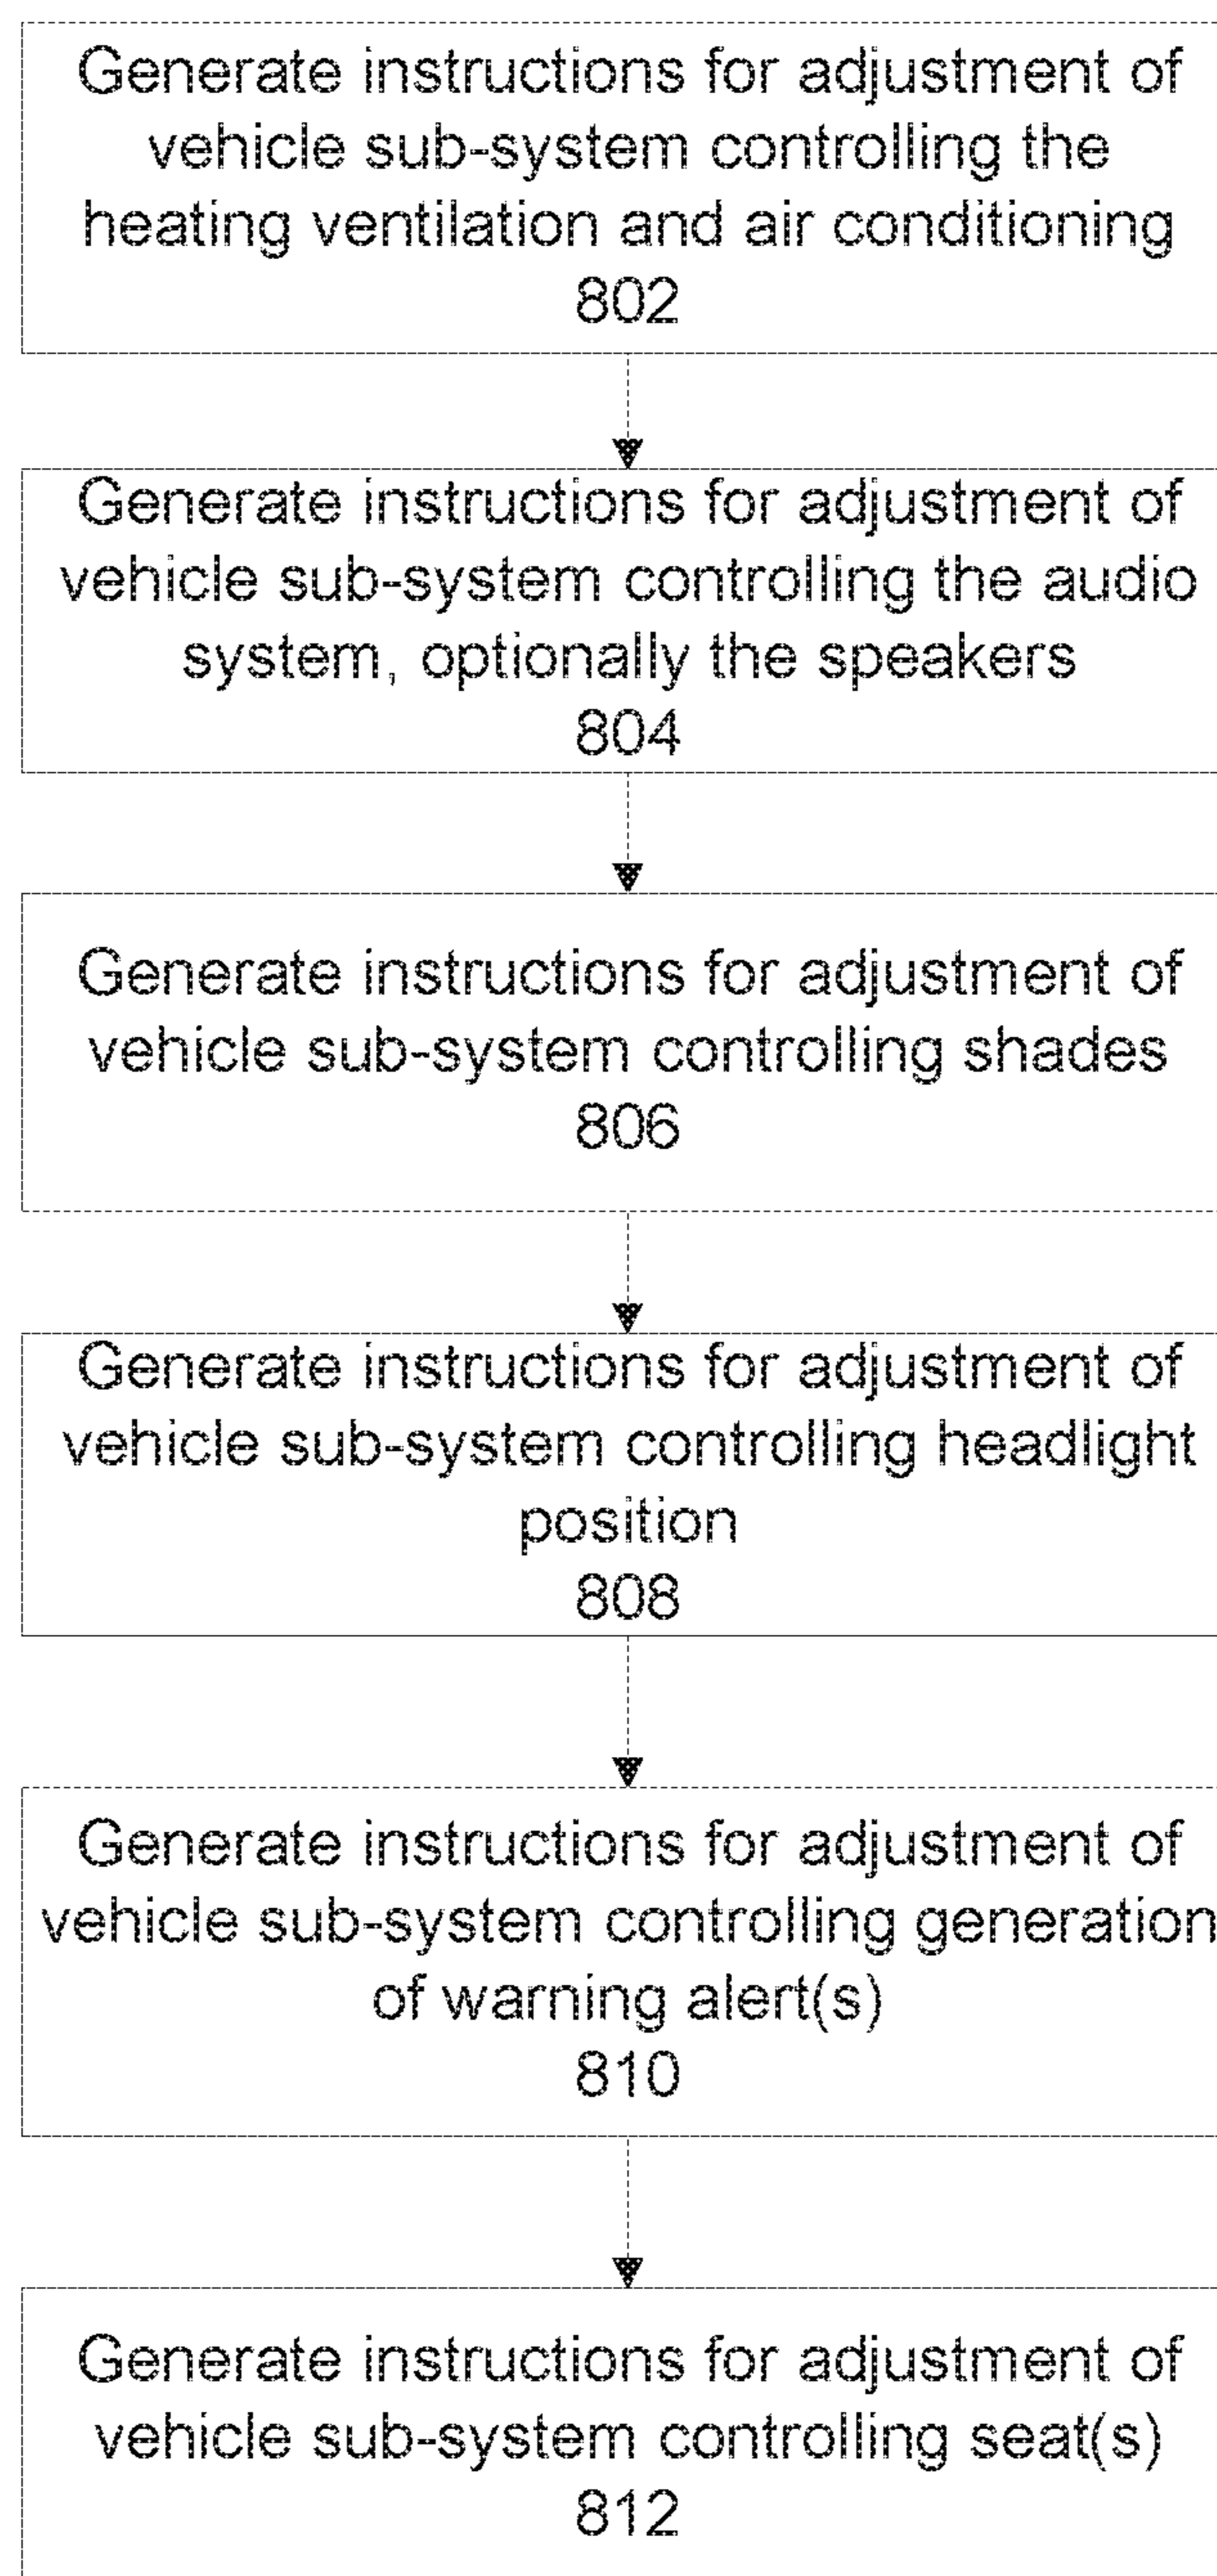 Generate instructions for adjustment of
vehicle sub-system controlling the
heating ventilation and air conditioning
802
Generate instructions for adjustment of
vehicle sub-system controlling the audio
system, optionally the speakers
804
Generate instructions for adjustment of
vehicle sub-system controlling shades
806
Generate instructions for adjustment of
vehicle sub-system controlling headlight
position
808
Generate instructions for adjustment of
vehicle sub-system controlling generation
of warning alert(s)
810
Generate instructions for adjustment of
vehicle sub-system controlling seat(s)
812